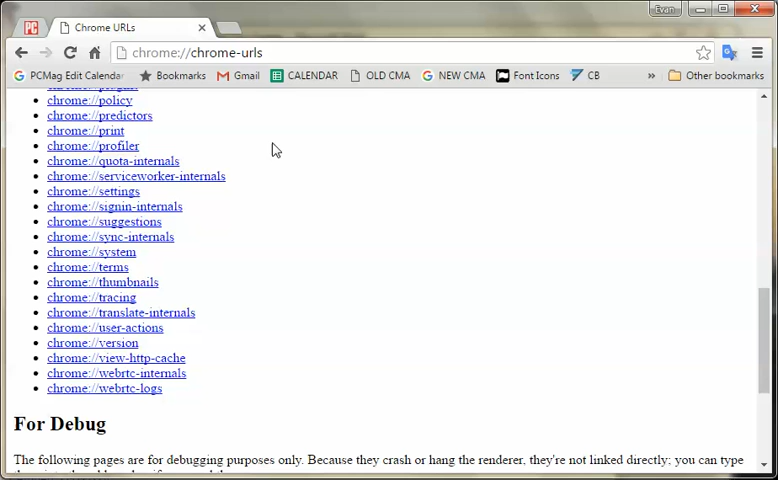 Evan
PC
Chrome URLs
chrome://chrome-urls
PCMag Edit Calendar
Bookmarks
Gmail
CALENDAR
OLD CMA
NEW CMA
Font Icons
CB
»
Other bookmarks
chrome://policy
chrome://predictors
chrome://print
chrome://profiler
chrome://quota-internals
chrome://serviceworker-internals
chrome://settings
chrome://signin-internals
chrome://suggestions
chrome://sync-internals
chrome://system
chrome://terms
chrome://thumbnails
chrome://tracing
chrome://translate-internals
chrome://user-actions
chrome://version
chrome://view-http-cache
chrome://webrtc-internals
chrome://webrtc-logs
For Debug
The following pages are for debugging purposes only. Because they crash or hang the renderer, they're not linked directly; you can type